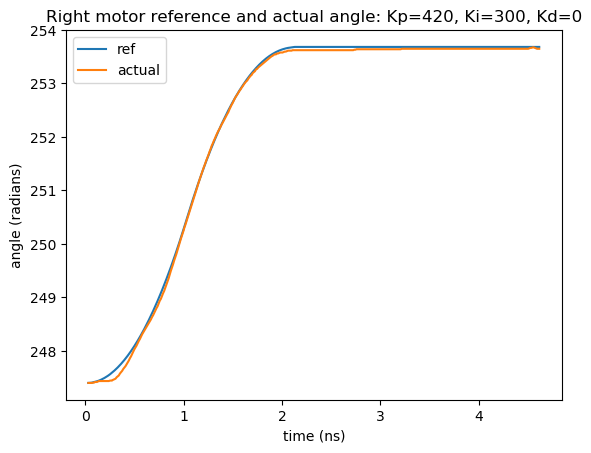 Right motor reference and actual angle: Kp=420, Ki=300, Kd=0
ref
actual
angle (radians)
254
253
252
251
250
249
248
0
1
2
3
4
time (ns)